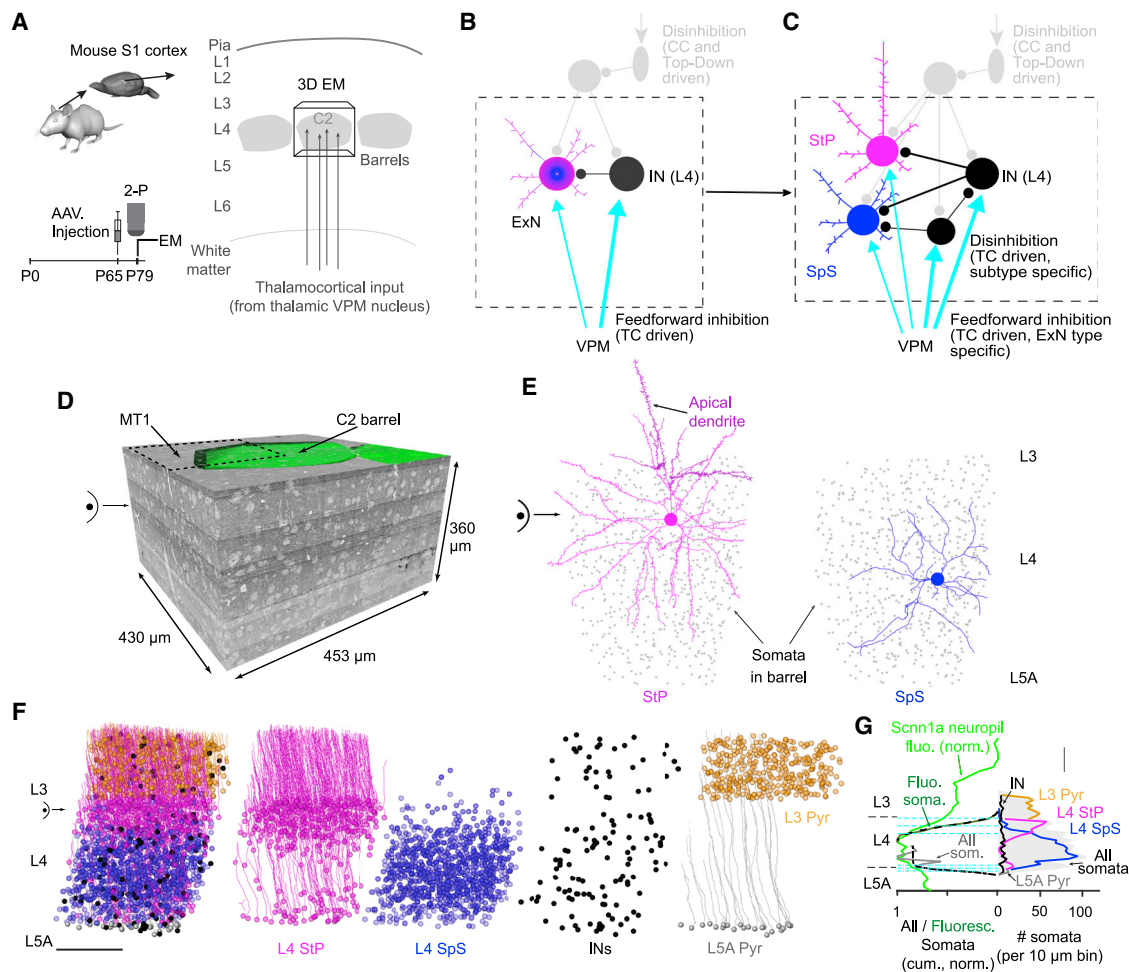 A
Mouse S1 cortex
Pia
L1
L2
L3
L4
L5
L6
White
matter
3D EM
C2
Barrels
AAV.
Injection
2-P
EM
P0
P65
P79
Thalamocortical input
(from thalamic VPM nucleus)
B
Disinhibition
(CC and
Top-Down
driven)
IN (L4)
ExN
Feedforward inhibition
(TC driven)
VPM
C
Disinhibition
(CC and
Top-Down
driven)
StP
IN (L4)
SpS
Disinhibition
(TC driven,
subtype specific)
Feedforward inhibition
(TC driven, ExN type
specific)
VPM
D
MT1
C2 barrel
360
µm
430 µm
453 µm
E
Apical
dendrite
L3
L4
L5A
Somata
in barrel
StP
SpS
F
L3
L4
L5A
L4 StP
L4 SpS
INs
L3 Pyr
L5A Pyr
G
Scnn1a neuropil
fluo. (norm.)
Fluo.
soma.
IN
L3 Pyr
L4 StP
L4 SpS
All
som.
All
somata
L5A Pyr
L3
L4
L5A
1
0
50
100
All / Fluoresc.
Somata
(cum., norm.)
# somata
(per 10 µm bin)